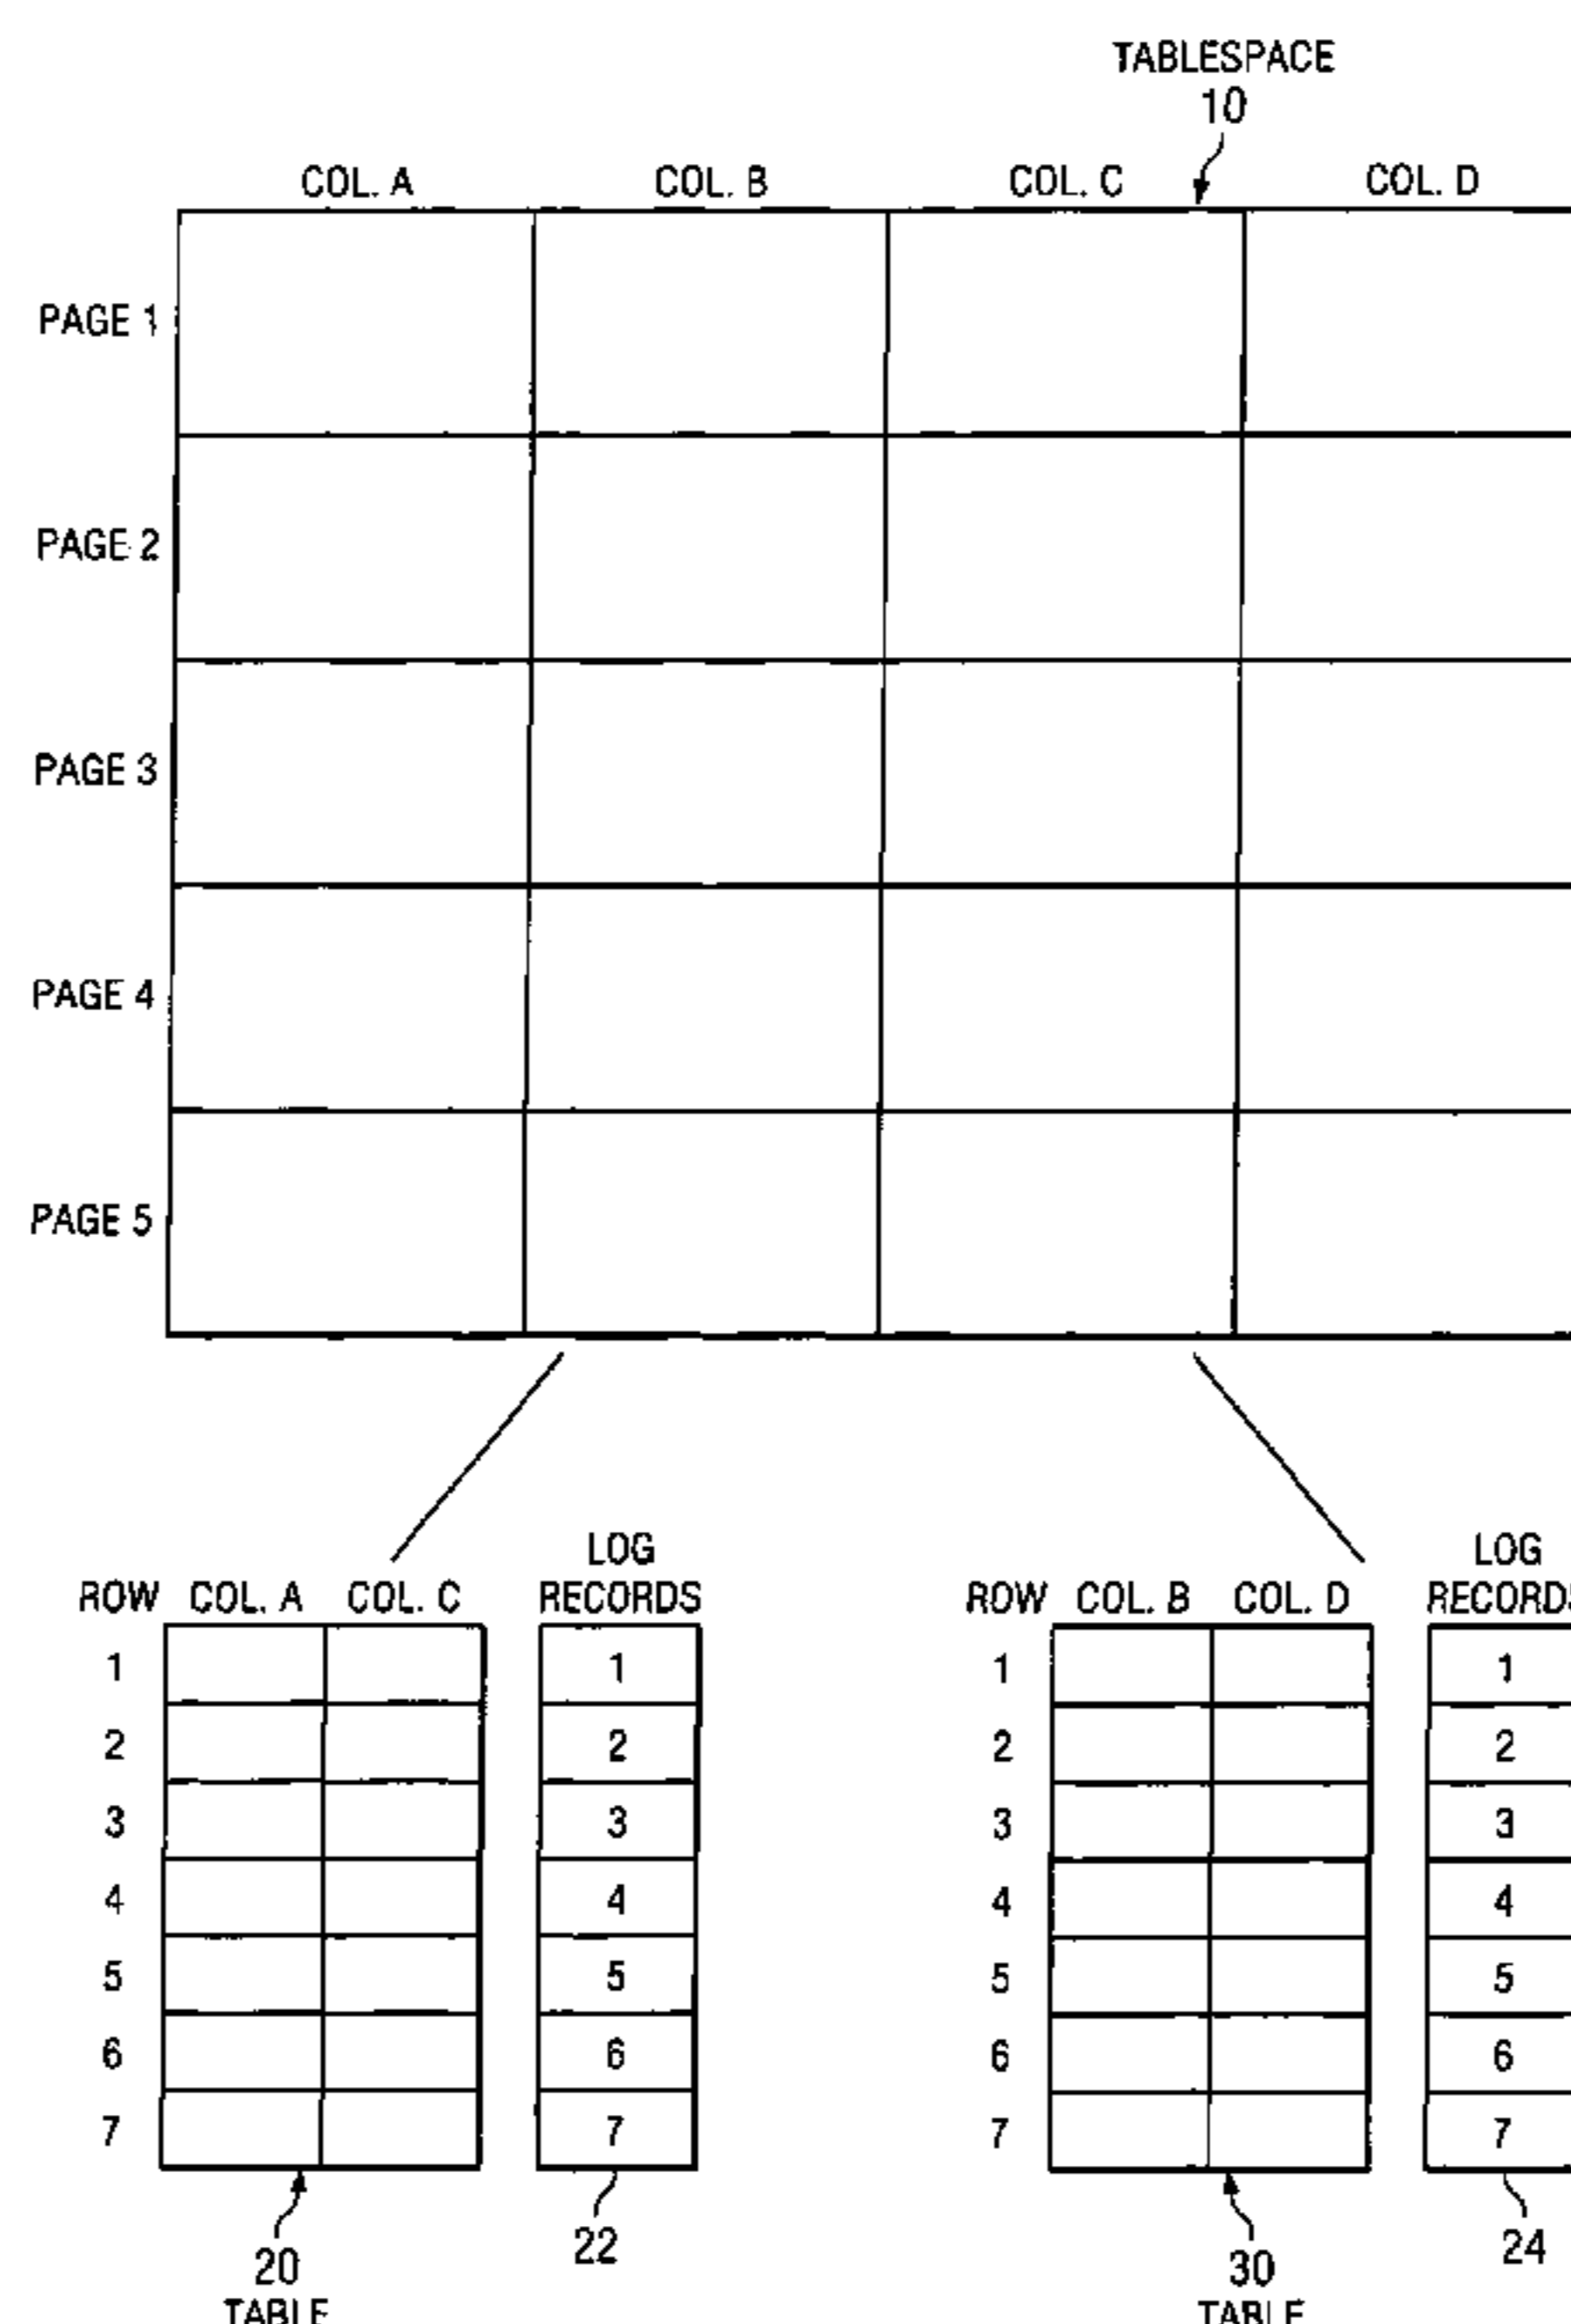 TABLESPACE
10
COL. A COL. B COL. C COL. D
PAGE 1
PAGE 2
PAGE 3
PAGE 4
PAGE 5
LOG LOG
ROW COL. A COL. C RECORDS ROW COL. B COL. D RECORDS
1 1 1 1
2 2 2 2
3 3 3 3
4 4 4 4
5 5 5 5
6 6 6 6
7 7 7 7
20 22 30 24
TABLE TABLE